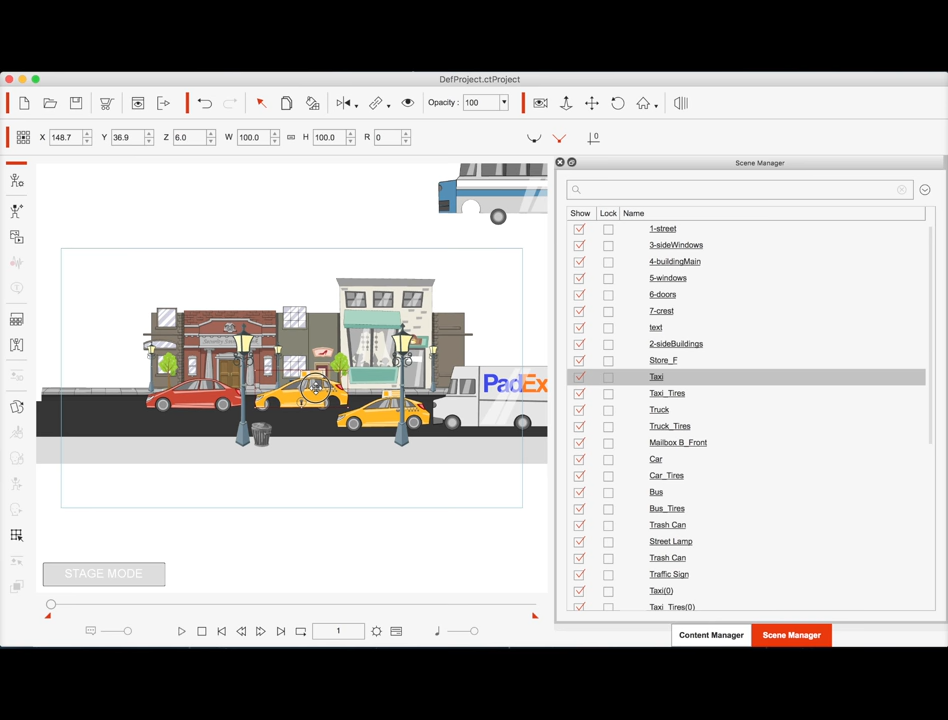 DefProject.ctProject
Opacity : 100
X 148.7 Y 36.9 Z 6.0 W 100.0 H 100.0 R 0
0
Scene Manager
Show Lock Name
1-street
3-sideWindows
4-buildingMain
5-windows
6-doors
7-crest
text
2-sideBuildings
Store_F
Taxi
Taxi_Tires
Truck
Truck_Tires
Mailbox B_Front
Car
Car_Tires
Bus
Bus_Tires
Trash Can
Street Lamp
Trash Can
Traffic Sign
Taxi(0)
Taxi_Tires(0)
PadEx
STAGE MODE
1
Content Manager Scene Manager